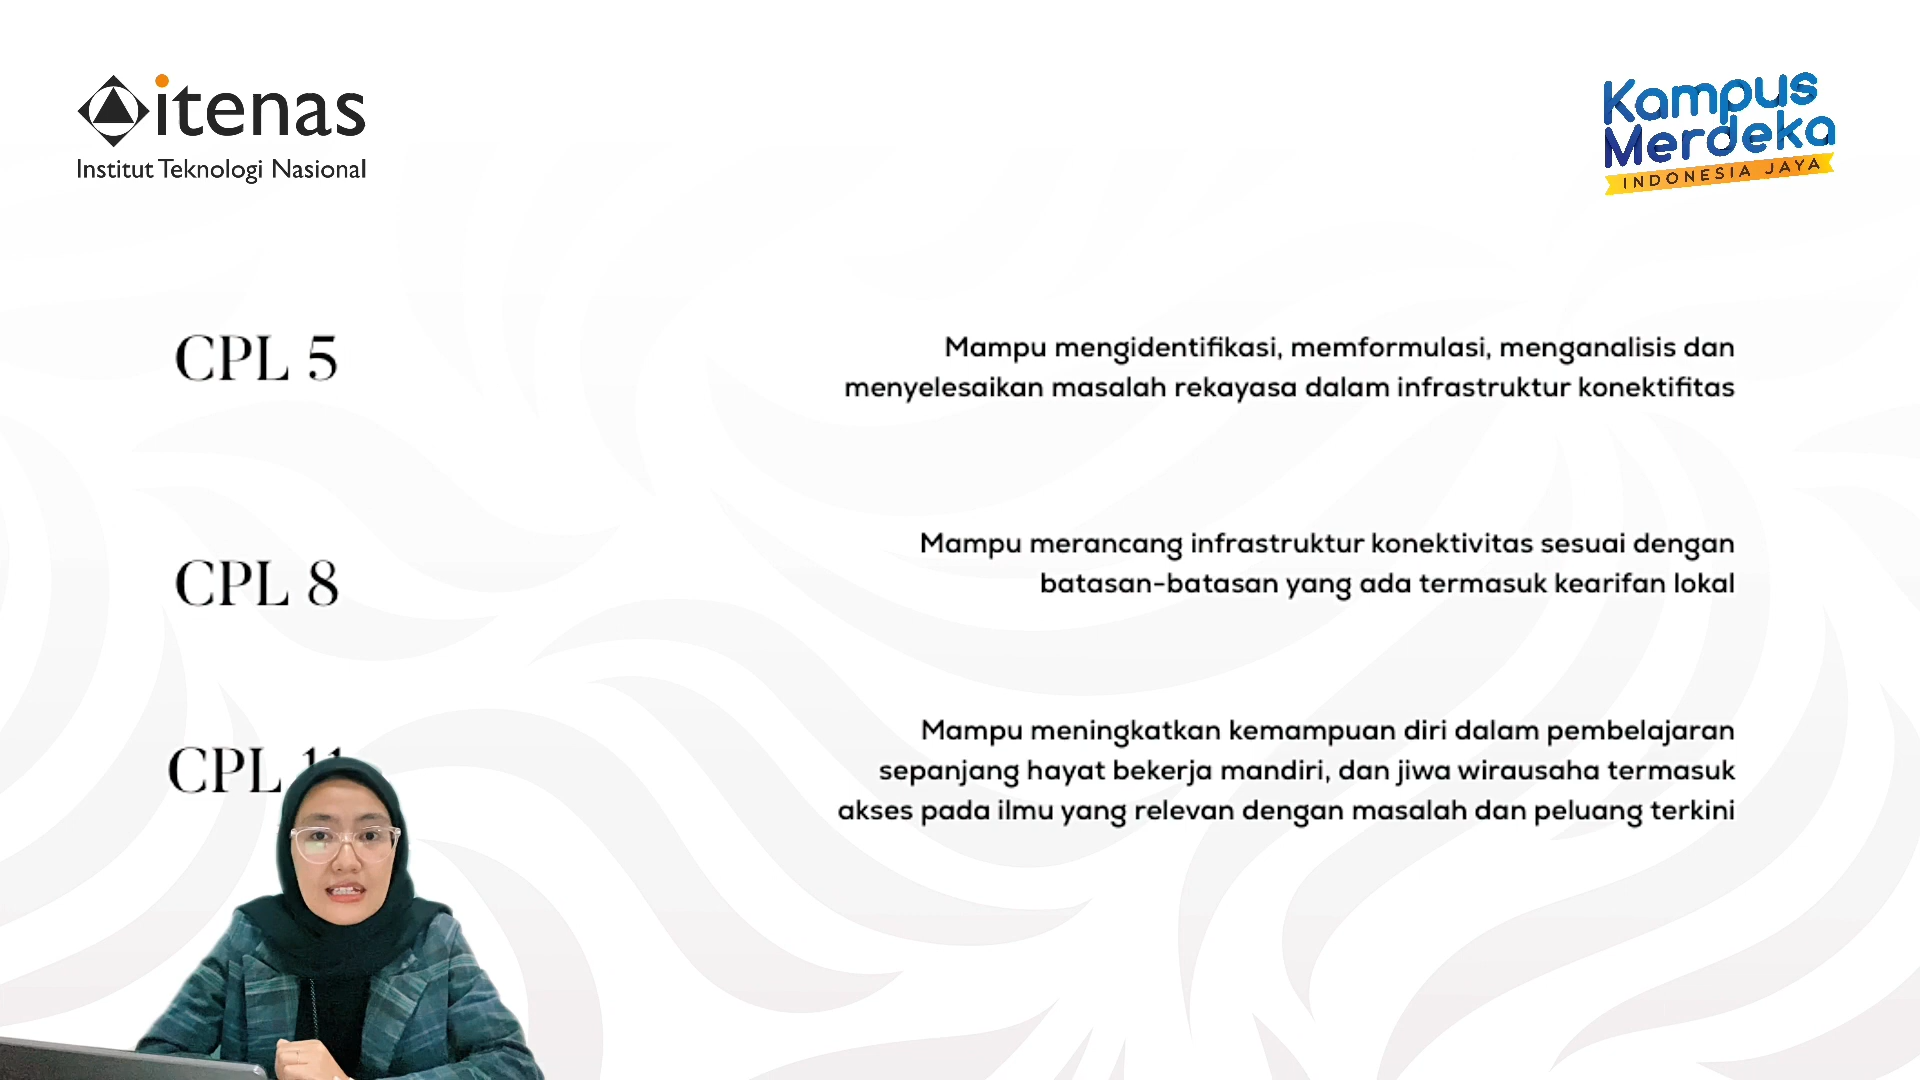 itenas
Institut Teknologi Nasional
Kampus
Merdeka
INDONESIA JAYA
CPL 5
Mampu mengidentifikasi, memformulasi, menganalisis dan
menyelesaikan masalah rekayasa dalam infrastruktur konektifitas
CPL 8
Mampu merancang infrastruktur konektivitas sesuai dengan
batasan-batasan yang ada termasuk kearifan lokal
CPL 11
Mampu meningkatkan kemampuan diri dalam pembelajaran
sepanjang hayat bekerja mandiri, dan jiwa wirausaha termasuk
akses pada ilmu yang relevan dengan masalah dan peluang terkini